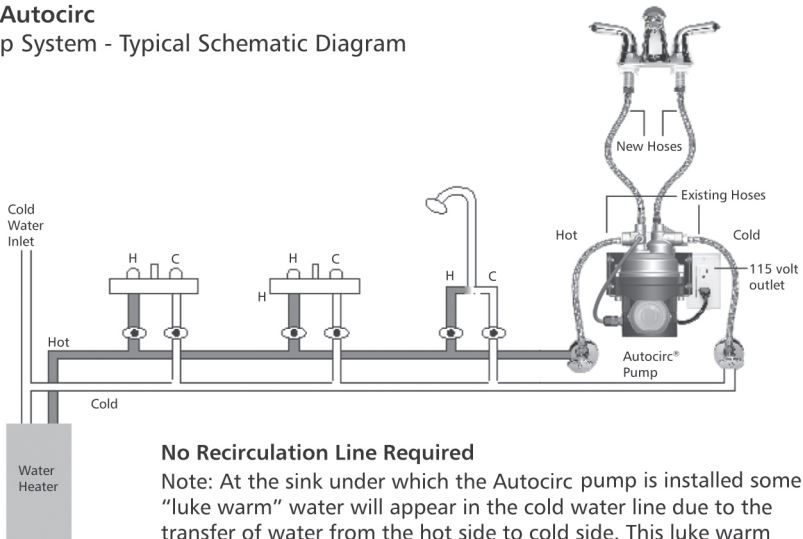 Autocirc
p System - Typical Schematic Diagram
New Hoses
Existing Hoses
Cold
Water
Inlet
Hot
Cold
H C
H C
H C
H
115 volt
outlet
Hot
Autocirc®
Pump
Cold
Water
Heater
No Recirculation Line Required
Note: At the sink under which the Autocirc pump is installed some
“luke warm” water will appear in the cold water line due to the
transfer of water from the hot side to cold side. This luke warm